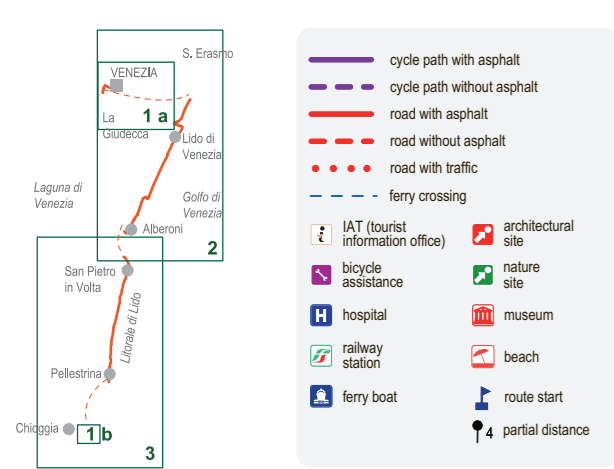 S. Erasmo
VENEZIA
1 a
La
Giudecca
Lido di
Venezia
Laguna di
Venezia
Golfo di
Venezia
Alberoni
2
San Pietro
in Volta
Litorale di Lido
Pellestrina
Chioggia
1 b
3
cycle path with asphalt
cycle path without asphalt
road with asphalt
road without asphalt
road with traffic
ferry crossing
i
IAT (tourist
information office)
architectural
site
bicycle
assistance
nature
site
H
hospital
museum
railway
station
beach
ferry boat
route start
4
partial distance